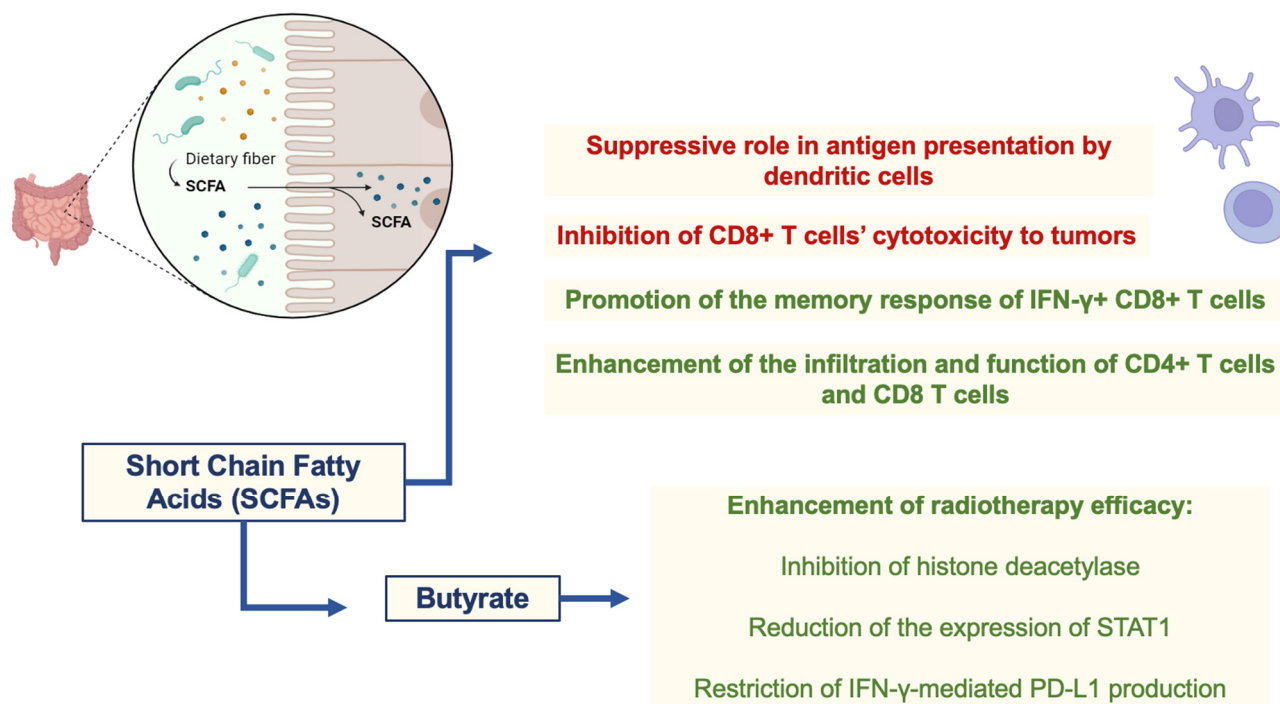 Dietary fiber
SCFA
SCFA
Suppressive role in antigen presentation by
dendritic cells
Inhibition of CD8+ T cells’ cytotoxicity to tumors
Promotion of the memory response of IFN-γ+ CD8+ T cells
Enhancement of the infiltration and function of CD4+ T cells
and CD8 T cells
Short Chain Fatty
Acids (SCFAs)
Butyrate
Enhancement of radiotherapy efficacy:
Inhibition of histone deacetylase
Reduction of the expression of STAT1
Restriction of IFN-γ-mediated PD-L1 production